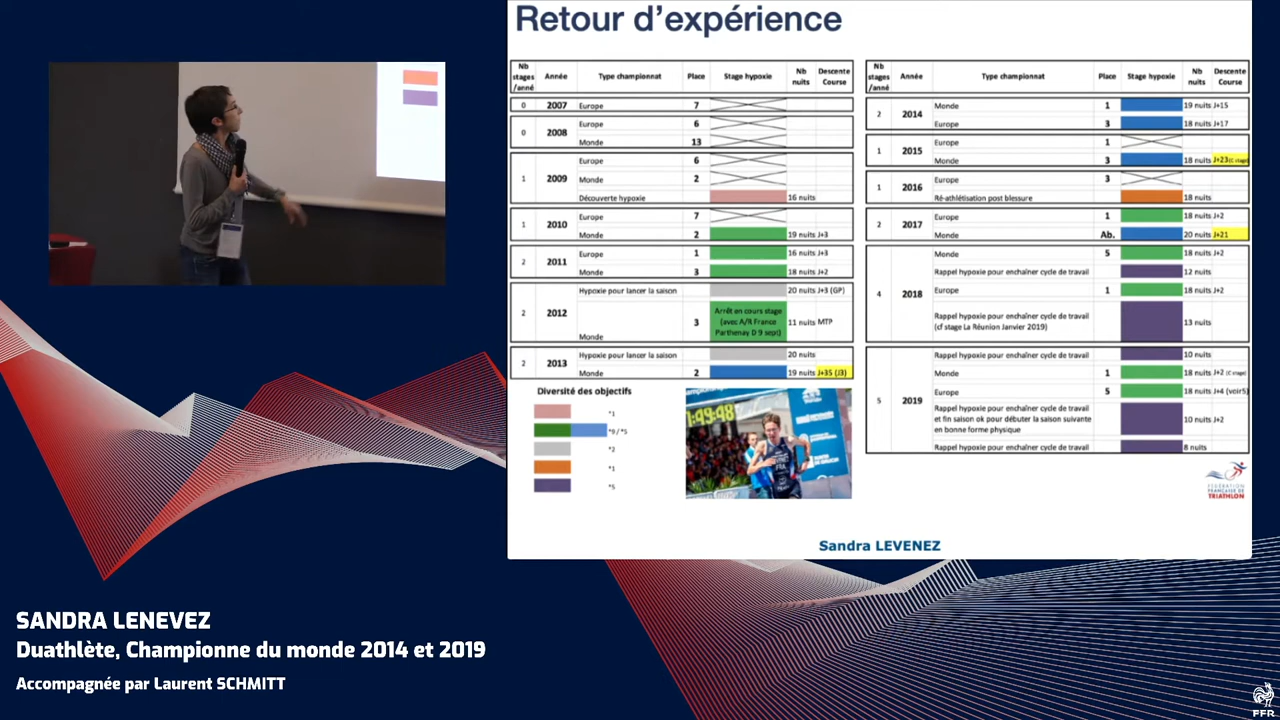 Retour d’expérience
Nb stages /anné Année Type championnat Place Stage hypoxie Nb nuits Descente Course
0 2007 Europe 7
0 2008 Europe 6
Monde 13
1 2009 Europe 6
Monde 2
Découverte hypoxie 16 nuits
1 2010 Europe 7
Monde 2 19 nuits J+3
2 2011 Europe 1 16 nuits J+3
Monde 3 18 nuits J+2
2 2012 Hypoxie pour lancer la saison 20 nuits J+3 (GP)
Monde 3 Arrêt en cours stage (avec A/R France Parthenay D 9 sept) 11 nuits MTP
2 2013 Hypoxie pour lancer la saison 20 nuits
Monde 2 19 nuits J+35 (J3)
Diversité des objectifs
*1
*9 / *5
*2
*1
*5
1:49:48
Nb stages /anné Année Type championnat Place Stage hypoxie Nb nuits Descente Course
2 2014 Monde 1 19 nuits J+15
Europe 3 18 nuits J+17
1 2015 Europe 1
Monde 3 18 nuits J+23(C stage)
1 2016 Europe 3
Ré-athlétisation post blessure 18 nuits
2 2017 Europe 1 18 nuits J+2
Monde Ab. 20 nuits J+21
4 2018 Monde 5 18 nuits J+2
Rappel hypoxie pour enchaîner cycle de travail 12 nuits
Europe 1 18 nuits J+2
Rappel hypoxie pour enchaîner cycle de travail
(cf stage La Réunion Janvier 2019) 13 nuits
5 2019 Rappel hypoxie pour enchaîner cycle de travail 10 nuits
Monde 1 18 nuits J+2 (C stage)
Europe 5 18 nuits J+4 (voir5)
Rappel hypoxie pour enchaîner cycle de travail
et fin saison ok pour débuter la saison suivante
en bonne forme physique 10 nuits J+2
Rappel hypoxie pour enchaîner cycle de travail 8 nuits
FÉDÉRATION
FRANÇAISE DE
TRIATHLON
Sandra LEVENEZ
SANDRA LENEVEZ
Duathlète, Championne du monde 2014 et 2019
Accompagnée par Laurent SCHMITT
FFR